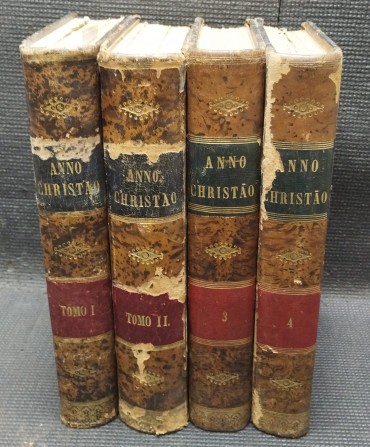 ANNO
CHRISTÃO
TOMO I
ANNO
CHRISTÃO
TOMO II.
ANNO
CHRISTÃO
3
ANNO
CHRISTÃO
4